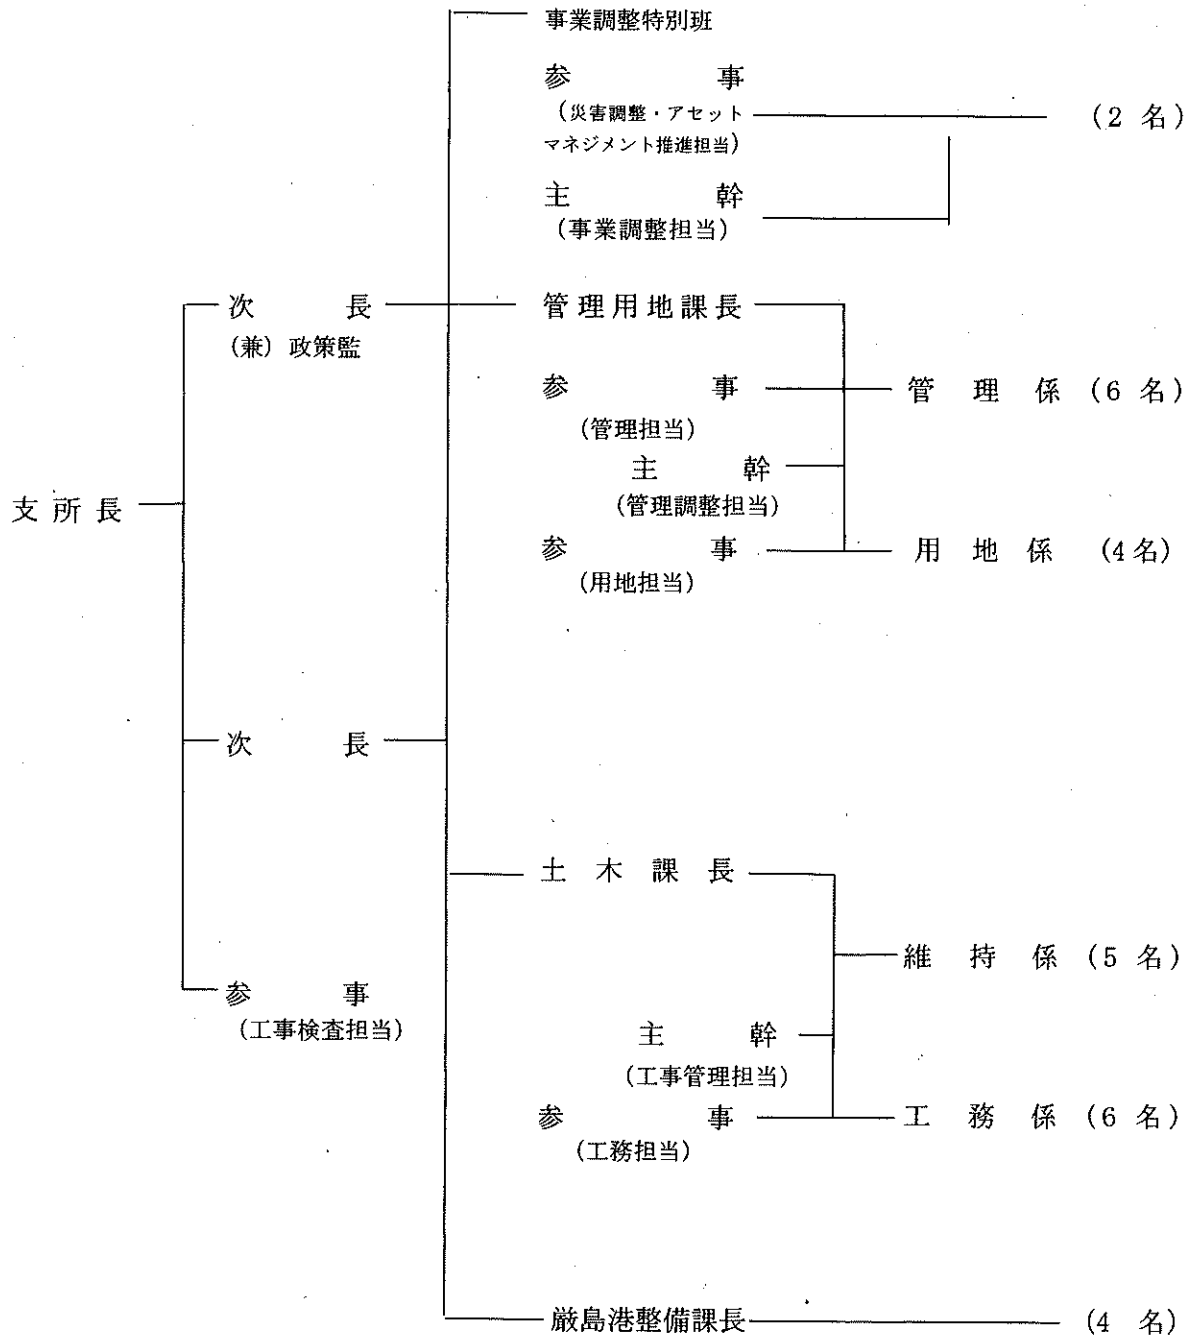 事業調整特別班
参事
(災害調整・アセット
マネジメント推進担当)
(2名)
主幹
(事業調整担当)
次長
(兼)政策監
管理用地課長
参事
(管理担当)
管理係(6名)
主幹
(管理調整担当)
支所長
参事
(用地担当)
用地係(4名)
次長
土木課長
維持係(5名)
参事
(工事検査担当)
主幹
(工事管理担当)
参事
(工務担当)
工務係(6名)
厳島港整備課長
(4名)